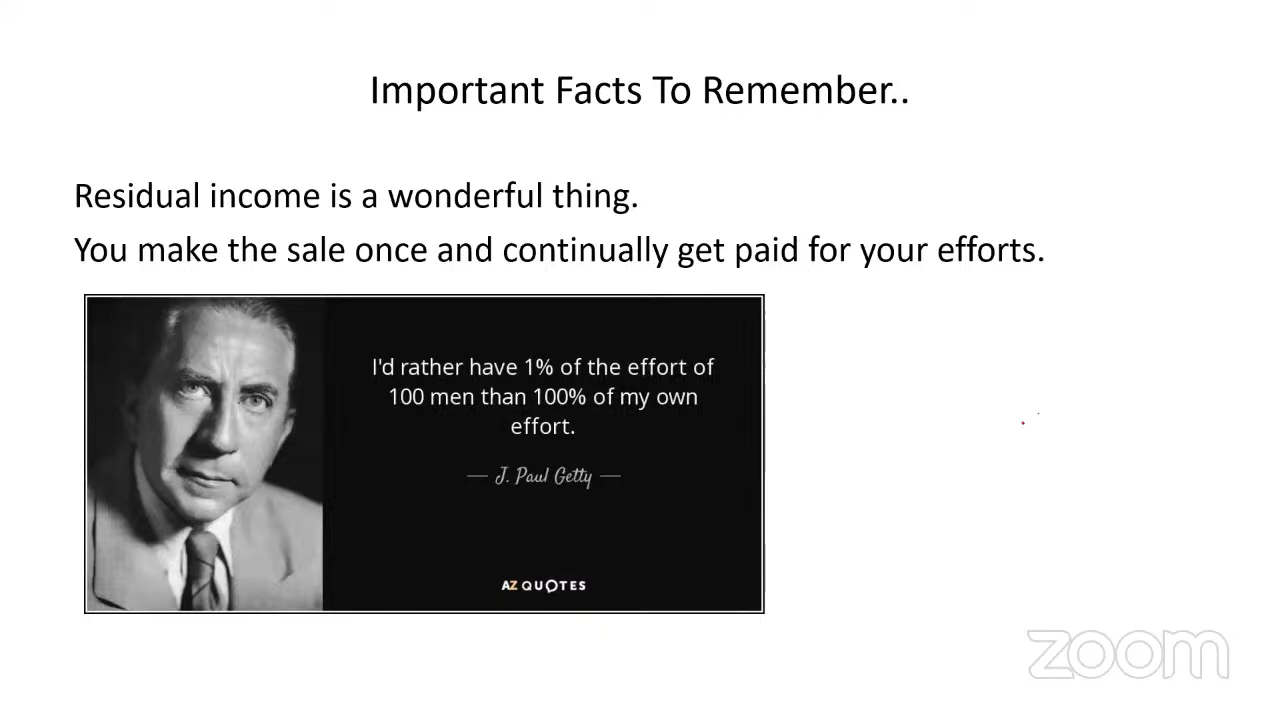 Important Facts To Remember..
Residual income is a wonderful thing.
You make the sale once and continually get paid for your efforts.
I'd rather have 1% of the effort of
100 men than 100% of my own
effort.
— J. Paul Getty —
AZ QUOTES
zoom